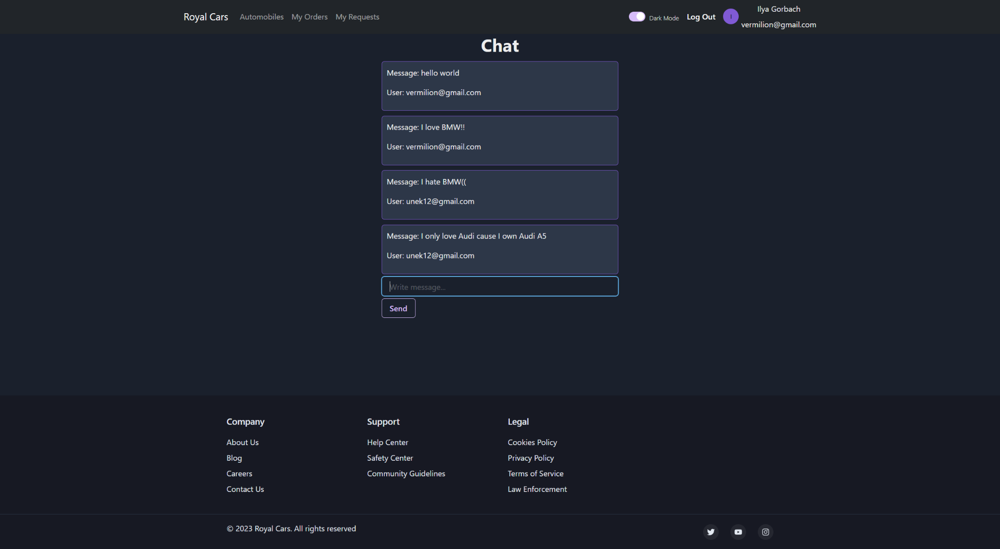 Royal Cars Automobiles My Orders My Requests
Dark Mode Log Out I Ilya Gorbach
vermilion@gmail.com
Chat
Message: hello world
User: vermilion@gmail.com
Message: I love BMW!!
User: vermilion@gmail.com
Message: I hate BMW((
User: unek12@gmail.com
Message: I only love Audi cause I own Audi A5
User: unek12@gmail.com
Write message...
Send
Company
About Us
Blog
Careers
Contact Us
Support
Help Center
Safety Center
Community Guidelines
Legal
Cookies Policy
Privacy Policy
Terms of Service
Law Enforcement
© 2023 Royal Cars. All rights reserved